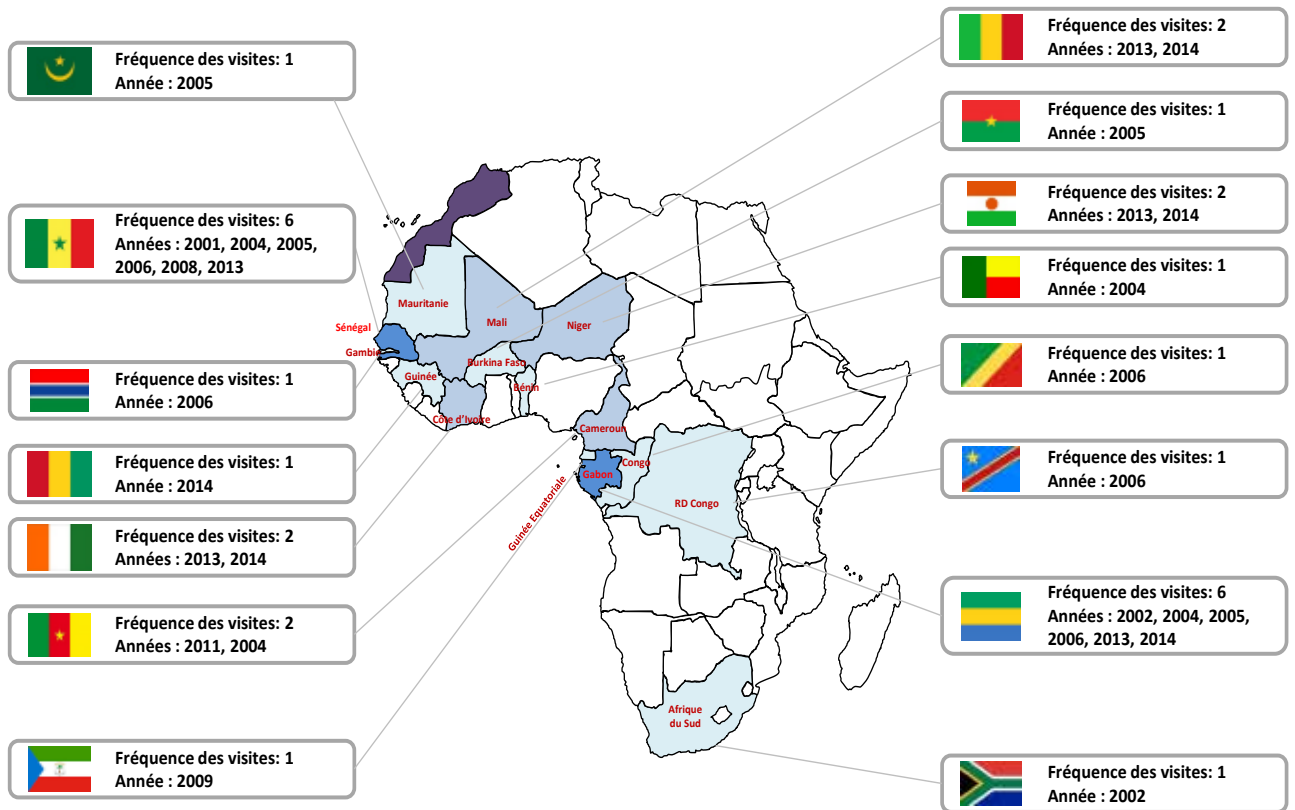 Fréquence des visites: 1
Année : 2005
Fréquence des visites: 6
Années : 2001, 2004, 2005,
2006, 2008, 2013
Fréquence des visites: 1
Année : 2006
Fréquence des visites: 1
Année : 2014
Fréquence des visites: 2
Années : 2013, 2014
Fréquence des visites: 2
Années : 2011, 2004
Fréquence des visites: 1
Année : 2009
Mauritanie
Mali
Niger
Sénégal
Gambie
Burkina Faso
Guinée
Bénin
Côte d'Ivoire
Cameroun
Congo
Gabon
Guinée Equatoriale
RD Congo
Afrique
du Sud
Fréquence des visites: 2
Années : 2013, 2014
Fréquence des visites: 1
Année : 2005
Fréquence des visites: 2
Années : 2013, 2014
Fréquence des visites: 1
Année : 2004
Fréquence des visites: 1
Année : 2006
Fréquence des visites: 1
Année : 2006
Fréquence des visites: 6
Années : 2002, 2004, 2005,
2006, 2013, 2014
Fréquence des visites: 1
Année : 2002